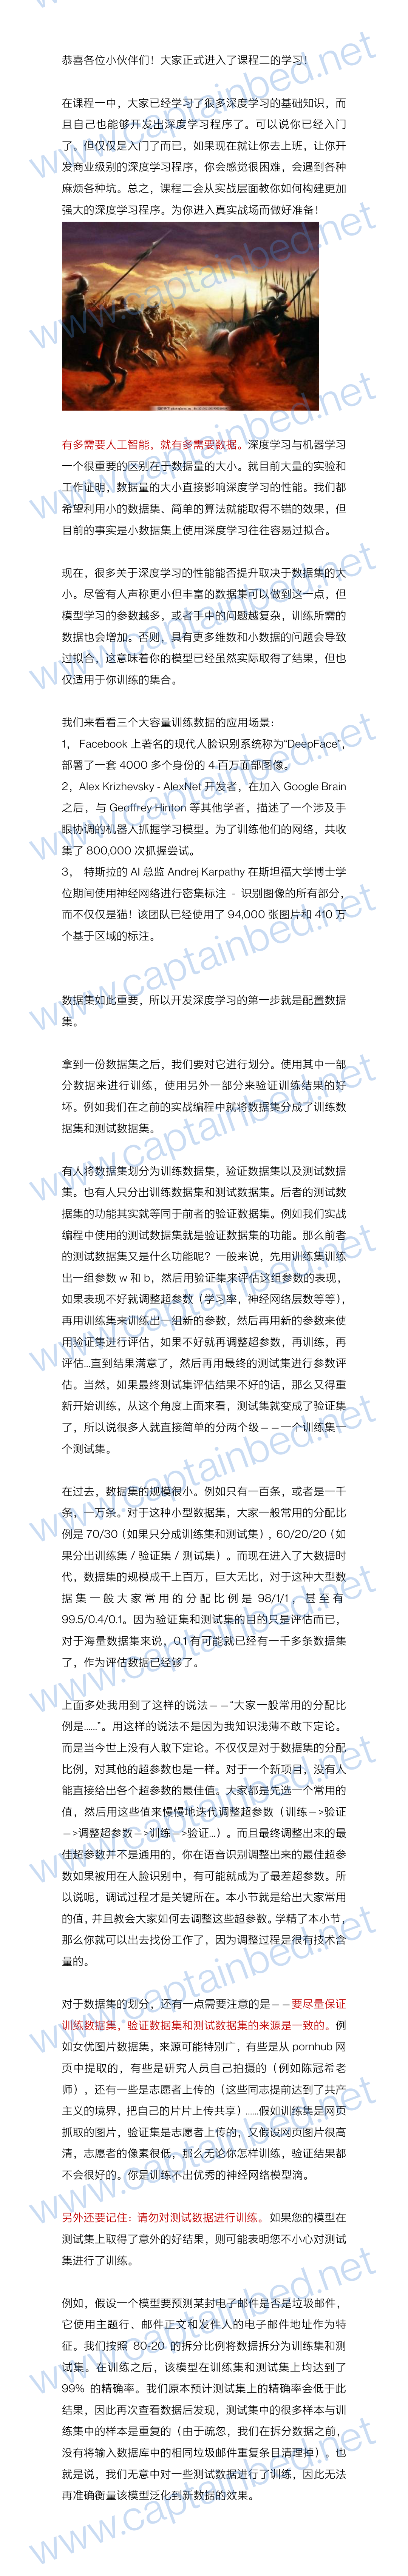 恭喜各位小伙伴们！大家正式进入了课程二的学习！
在课程一中，大家已经学习了很多深度学习的基础知识，而
且自己也能够开发出深度学习程序了。可以说你已经入门
了。但仅仅是入门了而已，如果现在就让你去上班，让你开
发商业级别的深度学习程序，你会感觉很困难，会遇到各种
麻烦各种坑。总之，课程二会从实战层面教你如何构建更加
强大的深度学习程序。为你进入真实战场而做好准备！
有多需要人工智能，就有多需要数据。深度学习与机器学习
一个很重要的区别在于数据量的大小。就目前大量的实验和
工作证明，数据量的大小直接影响深度学习的性能。我们都
希望利用小的数据集、简单的算法就能取得不错的效果，但
目前的事实是小数据集上使用深度学习往往容易过拟合。
现在，很多关于深度学习的性能能否提升取决于数据集的大
小。尽管有人声称更小但丰富的数据集可以做到这一点，但
模型学习的参数越多，或者手中的问题越复杂，训练所需的
数据也会增加。否则，具有更多维数和小数据的问题会导致
过拟合，这意味着你的模型已经虽然实际取得了结果，但也
仅适用于你训练的集合。
我们来看看三个大容量训练数据的应用场景：
1， Facebook 上著名的现代人脸识别系统称为“DeepFace”，
部署了一套 4000 多个身份的 4 百万面部图像。
2，Alex Krizhevsky - AlexNet 开发者，在加入 Google Brain
之后，与 Geoffrey Hinton 等其他学者，描述了一个涉及手
眼协调的机器人抓握学习模型。为了训练他们的网络，共收
集了 800,000 次抓握尝试。
3， 特斯拉的 AI 总监 Andrej Karpathy 在斯坦福大学博士学
位期间使用神经网络进行密集标注 - 识别图像的所有部分，
而不仅仅是猫！该团队已经使用了 94,000 张图片和 410 万
个基于区域的标注。
数据集如此重要，所以开发深度学习的第一步就是配置数据
集。
拿到一份数据集之后，我们要对它进行划分。使用其中一部
分数据来进行训练，使用另外一部分来验证训练结果的好
坏。例如我们在之前的实战编程中就将数据集分成了训练数
据集和测试数据集。
有人将数据集划分为训练数据集，验证数据集以及测试数据
集。也有人只分出训练数据集和测试数据集。后者的测试数
据集的功能其实就等同于前者的验证数据集。例如我们实战
编程中使用的测试数据集就是验证数据集的功能。那么前者
的测试数据集又是什么功能呢？一般来说，先用训练集训练
出一组参数 w 和 b，然后用验证集来评估这组参数的表现，
如果表现不好就调整超参数（学习率，神经网络层数等等），
再用训练集来训练出一组新的参数，然后再用新的参数来使
用验证集进行评估，如果不好就再调整超参数，再训练，再
评估...直到结果满意了，然后再用最终的测试集进行参数评
估。当然，如果最终测试集评估结果不好的话，那么又得重
新开始训练，从这个角度上面来看，测试集就变成了验证集
了，所以说很多人就直接简单的分两个级——一个训练集一
个测试集。
在过去，数据集的规模很小。例如只有一百条，或者是一千
条，一万条。对于这种小型数据集，大家一般常用的分配比
例是 70/30（如果只分成训练集和测试集），60/20/20（如
果分出训练集 / 验证集 / 测试集）。而现在进入了大数据时
代，数据集的规模成千上百万，巨大无比，对于这种大型数
据集一般大家常用的分配比例是 98/1/1，甚至有
99.5/0.4/0.1。因为验证集和测试集的目的只是评估而已，
对于海量数据集来说，0.1 有可能就已经有一千多条数据集
了，作为评估数据已经够了。
上面多处我用到了这样的说法——“大家一般常用的分配比
例是……”。用这样的说法不是因为我知识浅薄不敢下定论。
而是当今世上没有人敢下定论。不仅仅是对于数据集的分配
比例，对其他的超参数也是一样。对于一个新项目，没有人
能直接给出各个超参数的最佳值。大家都是先选一个常用的
值，然后用这些值来慢慢地迭代调整超参数（训练—>验证
—>调整超参数—>训练—>验证...）。而且最终调整出来的最
佳超参数并不是通用的，你在语音识别调整出来的最佳超参
数如果被用在人脸识别中，有可能就成为了最差超参数。所
以说呢，调试过程才是关键所在。本小节就是给出大家常用
的值，并且教会大家如何去调整这些超参数。学精了本小节，
那么你就可以出去找份工作了，因为调整过程是很有技术含
量的。
对于数据集的划分，还有一点需要注意的是——要尽量保证
训练数据集，验证数据集和测试数据集的来源是一致的。例
如女优图片数据集，来源可能特别广，有些是从 pornhub 网
页中提取的，有些是研究人员自己拍摄的（例如陈冠希老
师），还有一些是志愿者上传的（这些同志提前达到了共产
主义的境界，把自己的片片上传共享）……假如训练集是网页
抓取的图片，验证集是志愿者上传的，又假设网页图片很高
清，志愿者的像素很低，那么无论你怎样训练，验证结果都
不会很好的。你是训练不出优秀的神经网络模型滴。
另外还要记住：请勿对测试数据进行训练。如果您的模型在
测试集上取得了意外的好结果，则可能表明您不小心对测试
集进行了训练。
例如，假设一个模型要预测某封电子邮件是否是垃圾邮件，
它使用主题行、邮件正文和发件人的电子邮件地址作为特
征。我们按照 80-20 的拆分比例将数据拆分为训练集和测
试集。在训练之后，该模型在训练集和测试集上均达到了
99% 的精确率。我们原本预计测试集上的精确率会低于此
结果，因此再次查看数据后发现，测试集中的很多样本与训
练集中的样本是重复的（由于疏忽，我们在拆分数据之前，
没有将输入数据库中的相同垃圾邮件重复条目清理掉）。也
就是说，我们无意中对一些测试数据进行了训练，因此无法
再准确衡量该模型泛化到新数据的效果。
www.captainbed.net